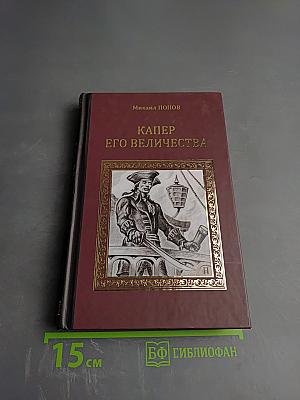 Михаил ПОПОВ
КАПЕР
ЕГО ВЕЛИЧЕСТВА
15 см
БФ БИБЛИОФАН